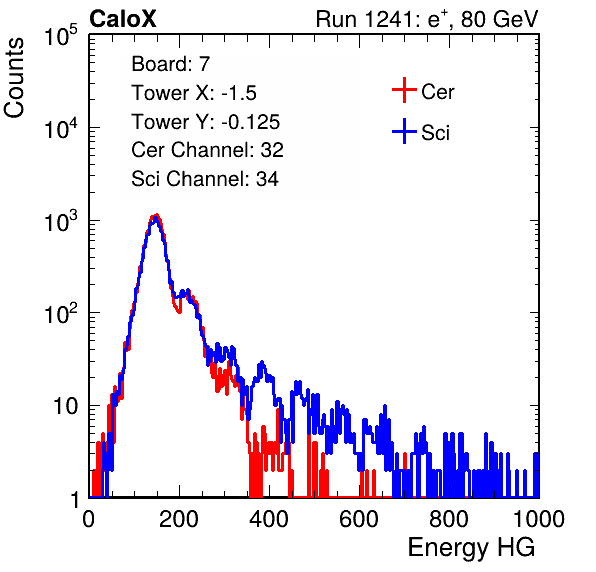 CaloX Run 1241: e⁺, 80 GeV
Counts
Board: 7
Tower X: -1.5
Tower Y: -0.125
Cer Channel: 32
Sci Channel: 34
Cer
Sci
10⁵
10⁴
10³
10²
10
1
0 200 400 600 800 1000
Energy HG